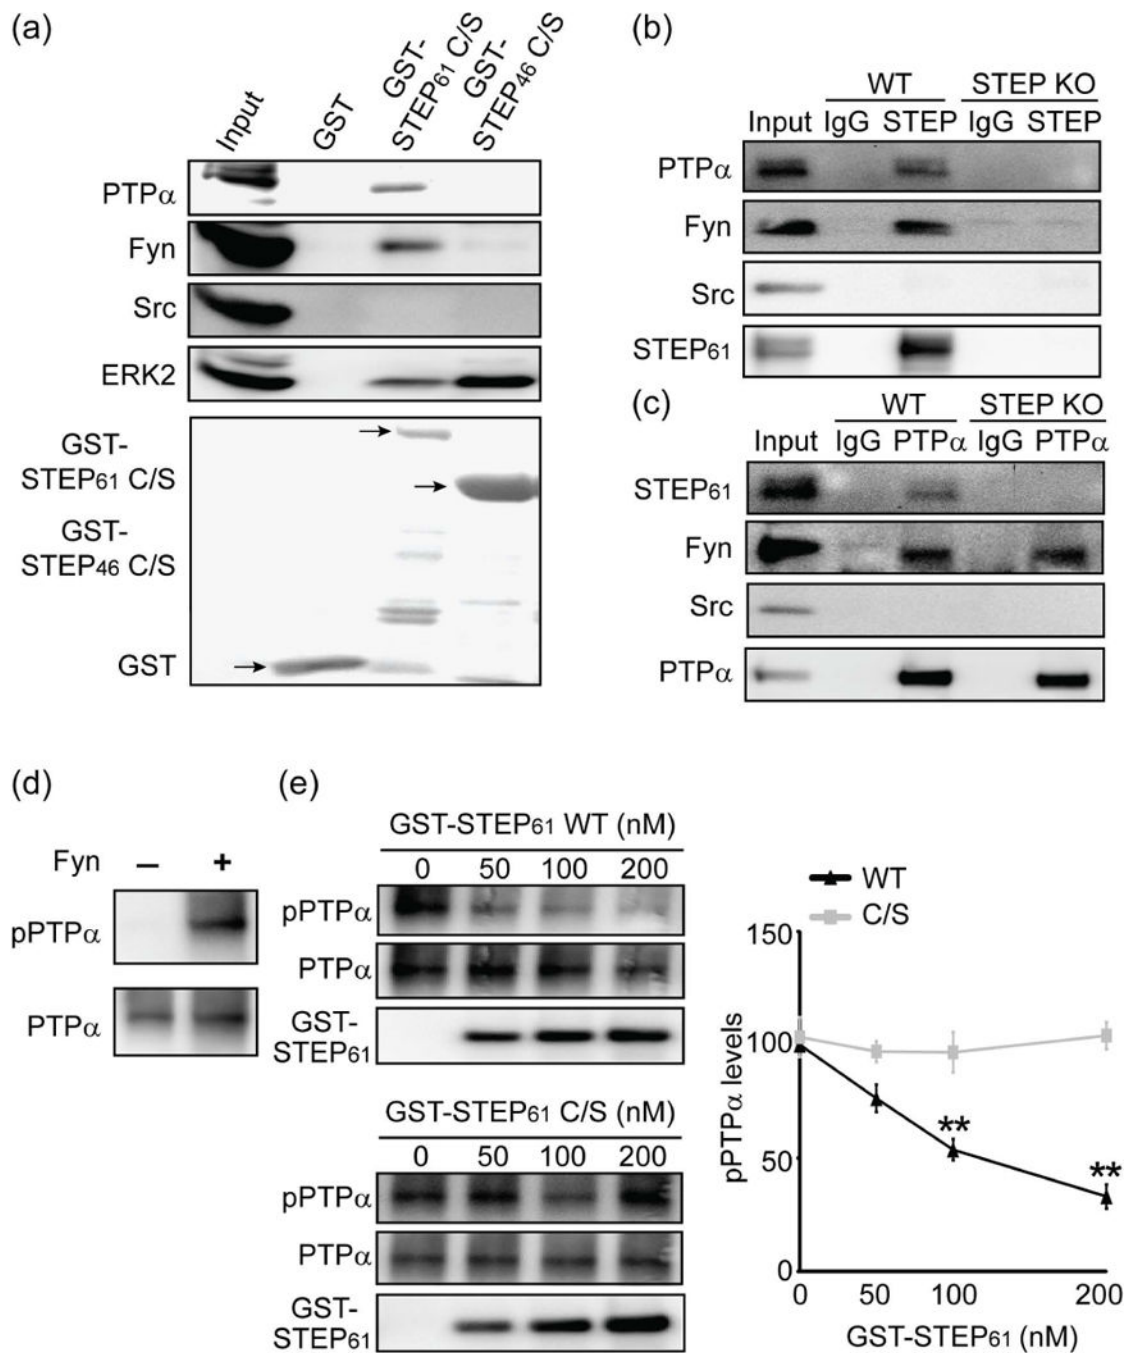 (a)
Input
GST
GST-
STEP61 C/S
GST-
STEP46 C/S
PTPα
Fyn
Src
ERK2
GST-
STEP61 C/S
GST-
STEP46 C/S
GST
(b)
WT STEP KO
Input IgG STEP IgG STEP
PTPα
Fyn
Src
STEP61
(c)
WT STEP KO
Input IgG PTPα IgG PTPα
STEP61
Fyn
Src
PTPα
(d)
Fyn – +
pPTPα
PTPα
(e)
GST-STEP61 WT (nM)
0 50 100 200
pPTPα
PTPα
GST-
STEP61
GST-STEP61 C/S (nM)
0 50 100 200
pPTPα
PTPα
GST-
STEP61
WT
C/S
150
100
50
0
pPTPα levels
**
**
0 50 100 200
GST-STEP61 (nM)